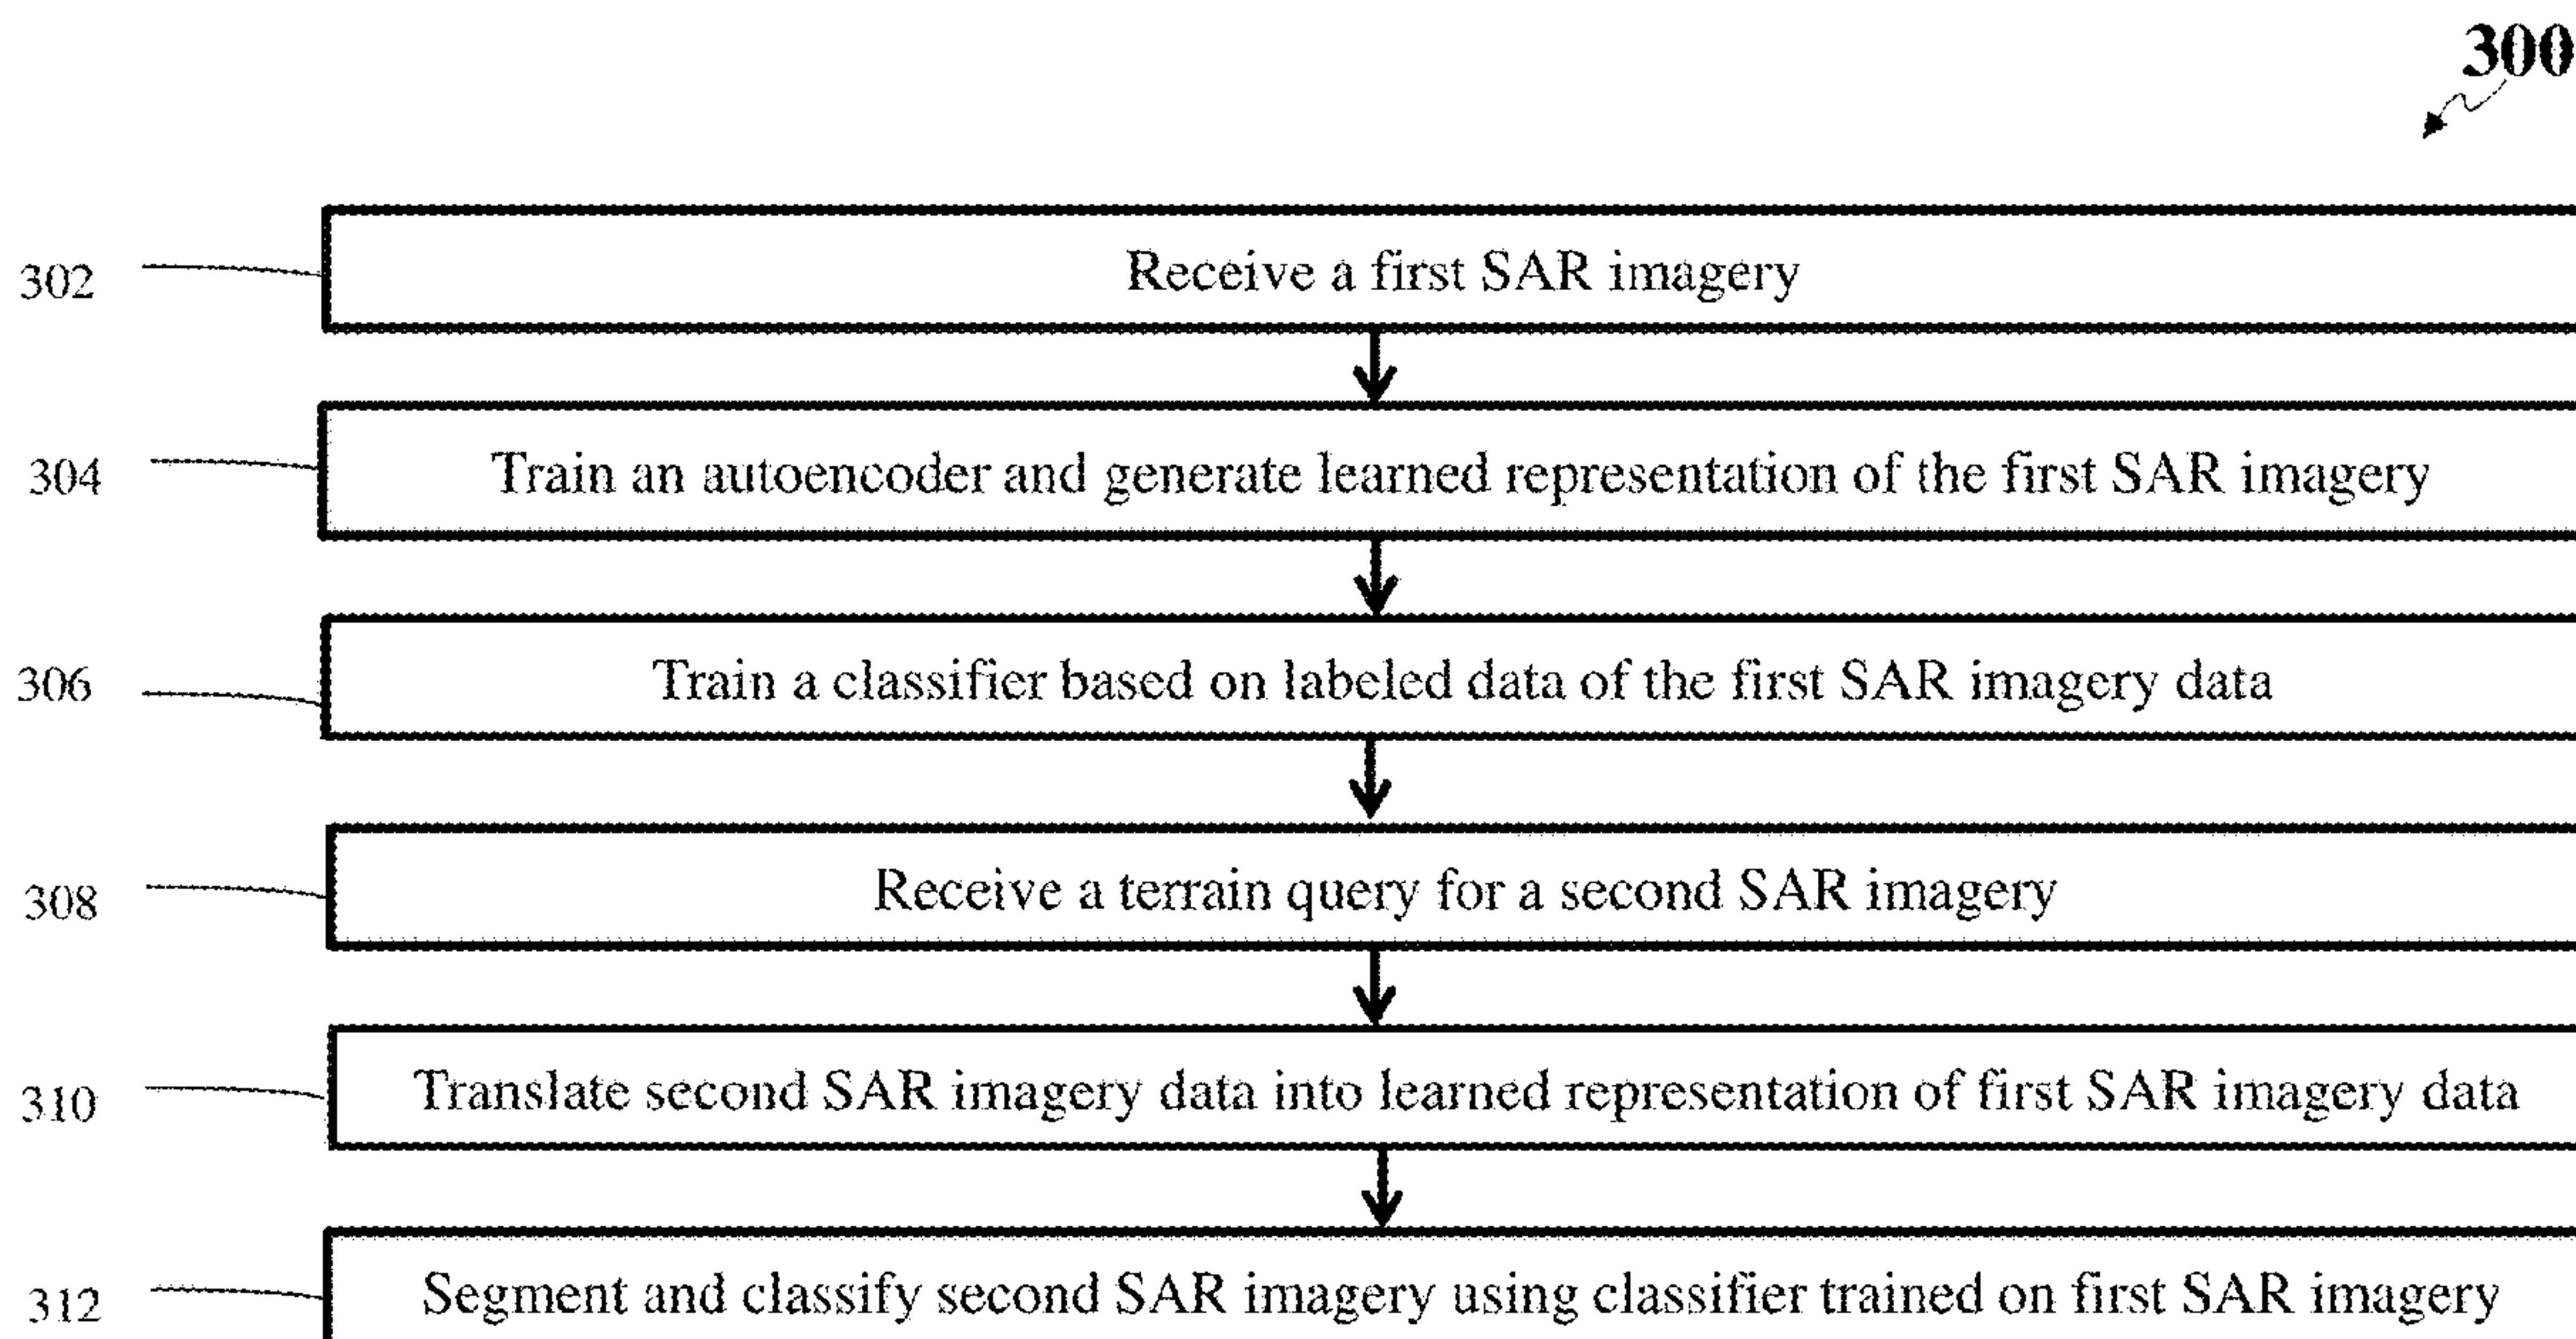 300
302 Receive a first SAR imagery
304 Train an autoencoder and generate learned representation of the first SAR imagery
306 Train a classifier based on labeled data of the first SAR imagery data
308 Receive a terrain query for a second SAR imagery
310 Translate second SAR imagery data into learned representation of first SAR imagery data
312 Segment and classify second SAR imagery using classifier trained on first SAR imagery